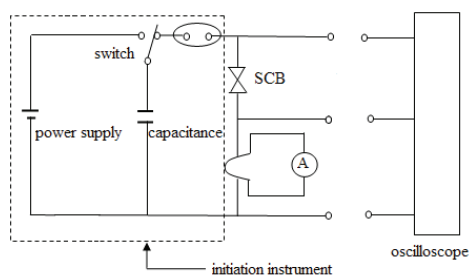 switch
SCB
power supply
capacitance
A
oscilloscope
initiation instrument